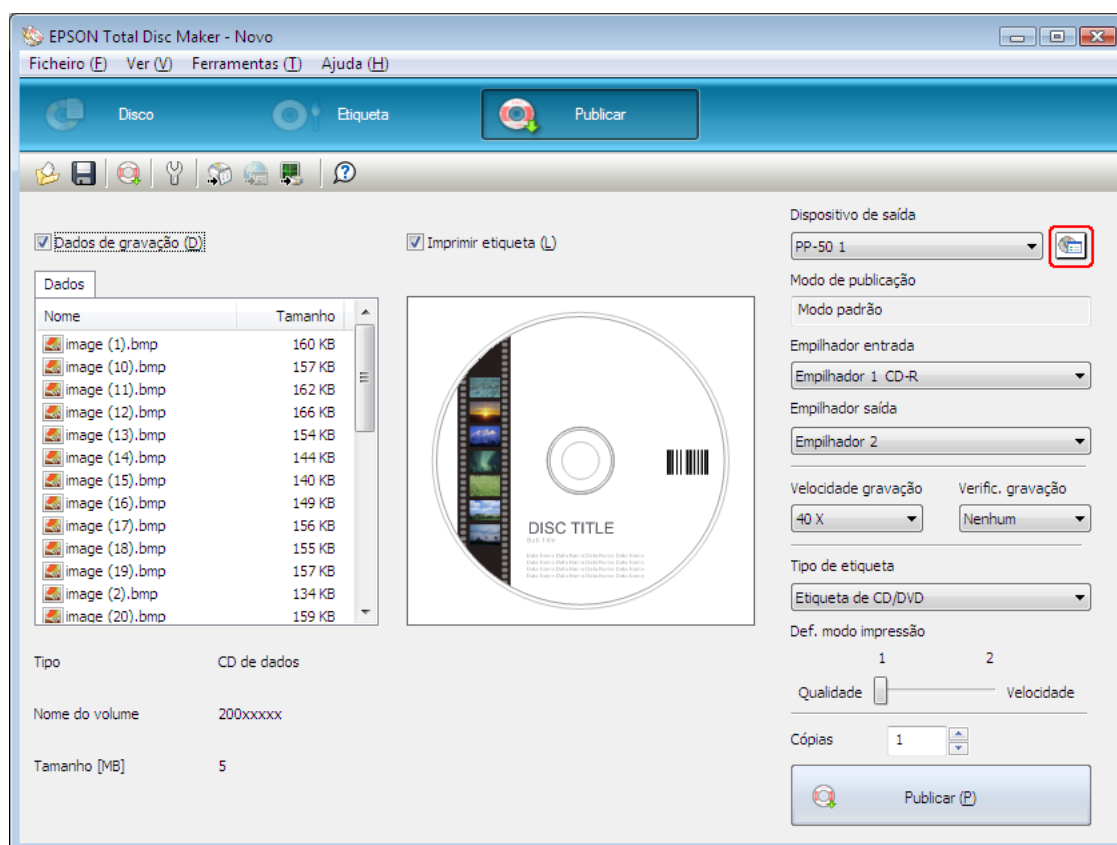 EPSON Total Disc Maker - Novo
Ficheiro (F) Ver (V) Ferramentas (T) Ajuda (H)
Disco Etiqueta Publicar
Dados de gravação (D)
Imprimir etiqueta (L)
Dados
Nome Tamanho
image (1).bmp 160 KB
image (10).bmp 157 KB
image (11).bmp 162 KB
image (12).bmp 166 KB
image (13).bmp 154 KB
image (14).bmp 144 KB
image (15).bmp 140 KB
image (16).bmp 149 KB
image (17).bmp 156 KB
image (18).bmp 155 KB
image (19).bmp 157 KB
image (2).bmp 134 KB
image (20).bmp 159 KB
DISC TITLE
Sub Title
Tipo CD de dados
Nome do volume 200xxxxx
Tamanho [MB] 5
Dispositivo de saída
PP-50 1
Modo de publicação
Modo padrão
Empilhador entrada
Empilhador 1 CD-R
Empilhador saída
Empilhador 2
Velocidade gravação Verific. gravação
40 X Nenhum
Tipo de etiqueta
Etiqueta de CD/DVD
Def. modo impressão
1 2
Qualidade Velocidade
Cópias 1
Publicar (P)